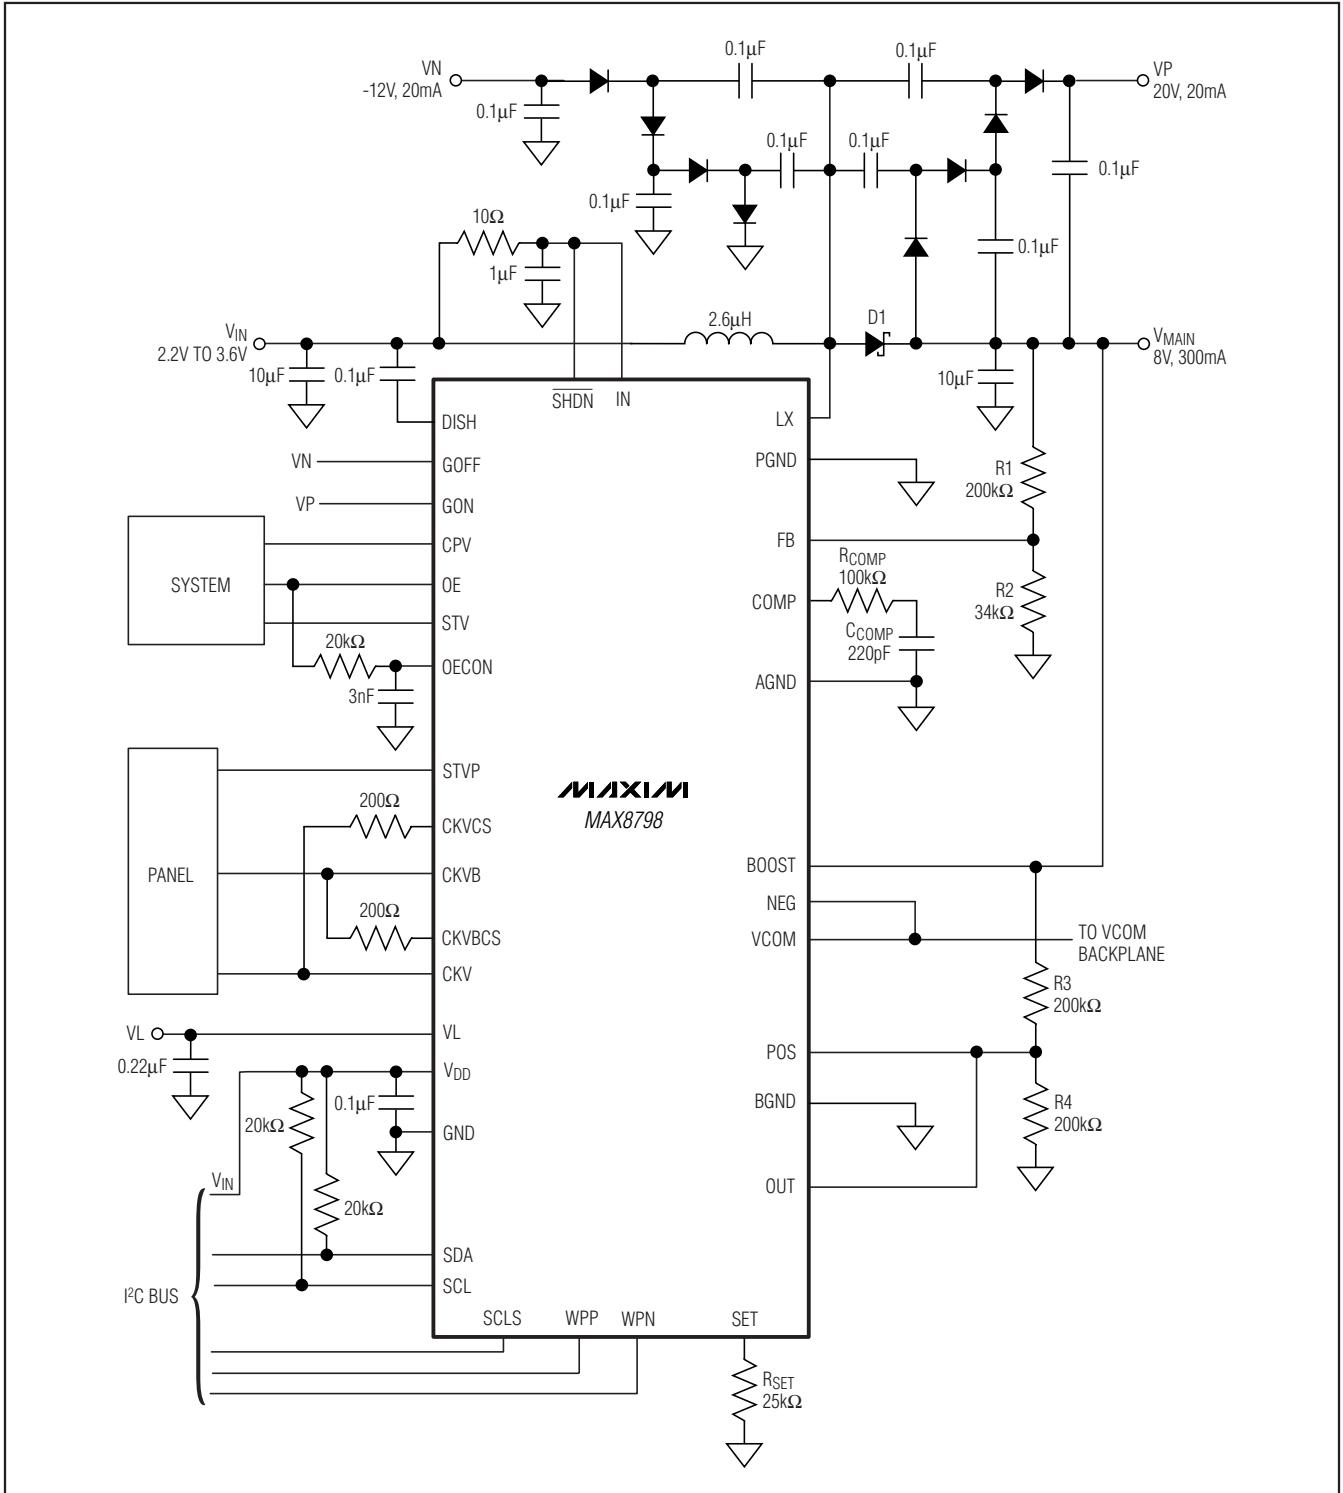 0.1μF
0.1μF
VN
-12V, 20mA
VP
20V, 20mA
0.1μF
0.1μF
0.1μF
0.1μF
0.1μF
10Ω
0.1μF
1μF
2.6μH
D1
VIN
2.2V TO 3.6V
VMAIN
8V, 300mA
10μF
0.1μF
10μF
SHDN
IN
DISH
LX
VN
GOFF
PGND
R1
200kΩ
VP
GON
CPV
FB
SYSTEM
OE
RCOMP
100kΩ
COMP
R2
34kΩ
STV
20kΩ
CCOMP
220pF
OECON
AGND
3nF
STVP
MAXIM
MAX8798
200Ω
CKVCS
BOOST
PANEL
CKVB
NEG
200Ω
CKVBCS
VCOM
TO VCOM
BACKPLANE
CKV
R3
200kΩ
VL
VL
POS
0.22μF
VDD
0.1μF
BGND
R4
200kΩ
20kΩ
GND
VIN
OUT
20kΩ
SDA
SCL
I²C BUS
SCLS
WPP
WPN
SET
RSET
25kΩ